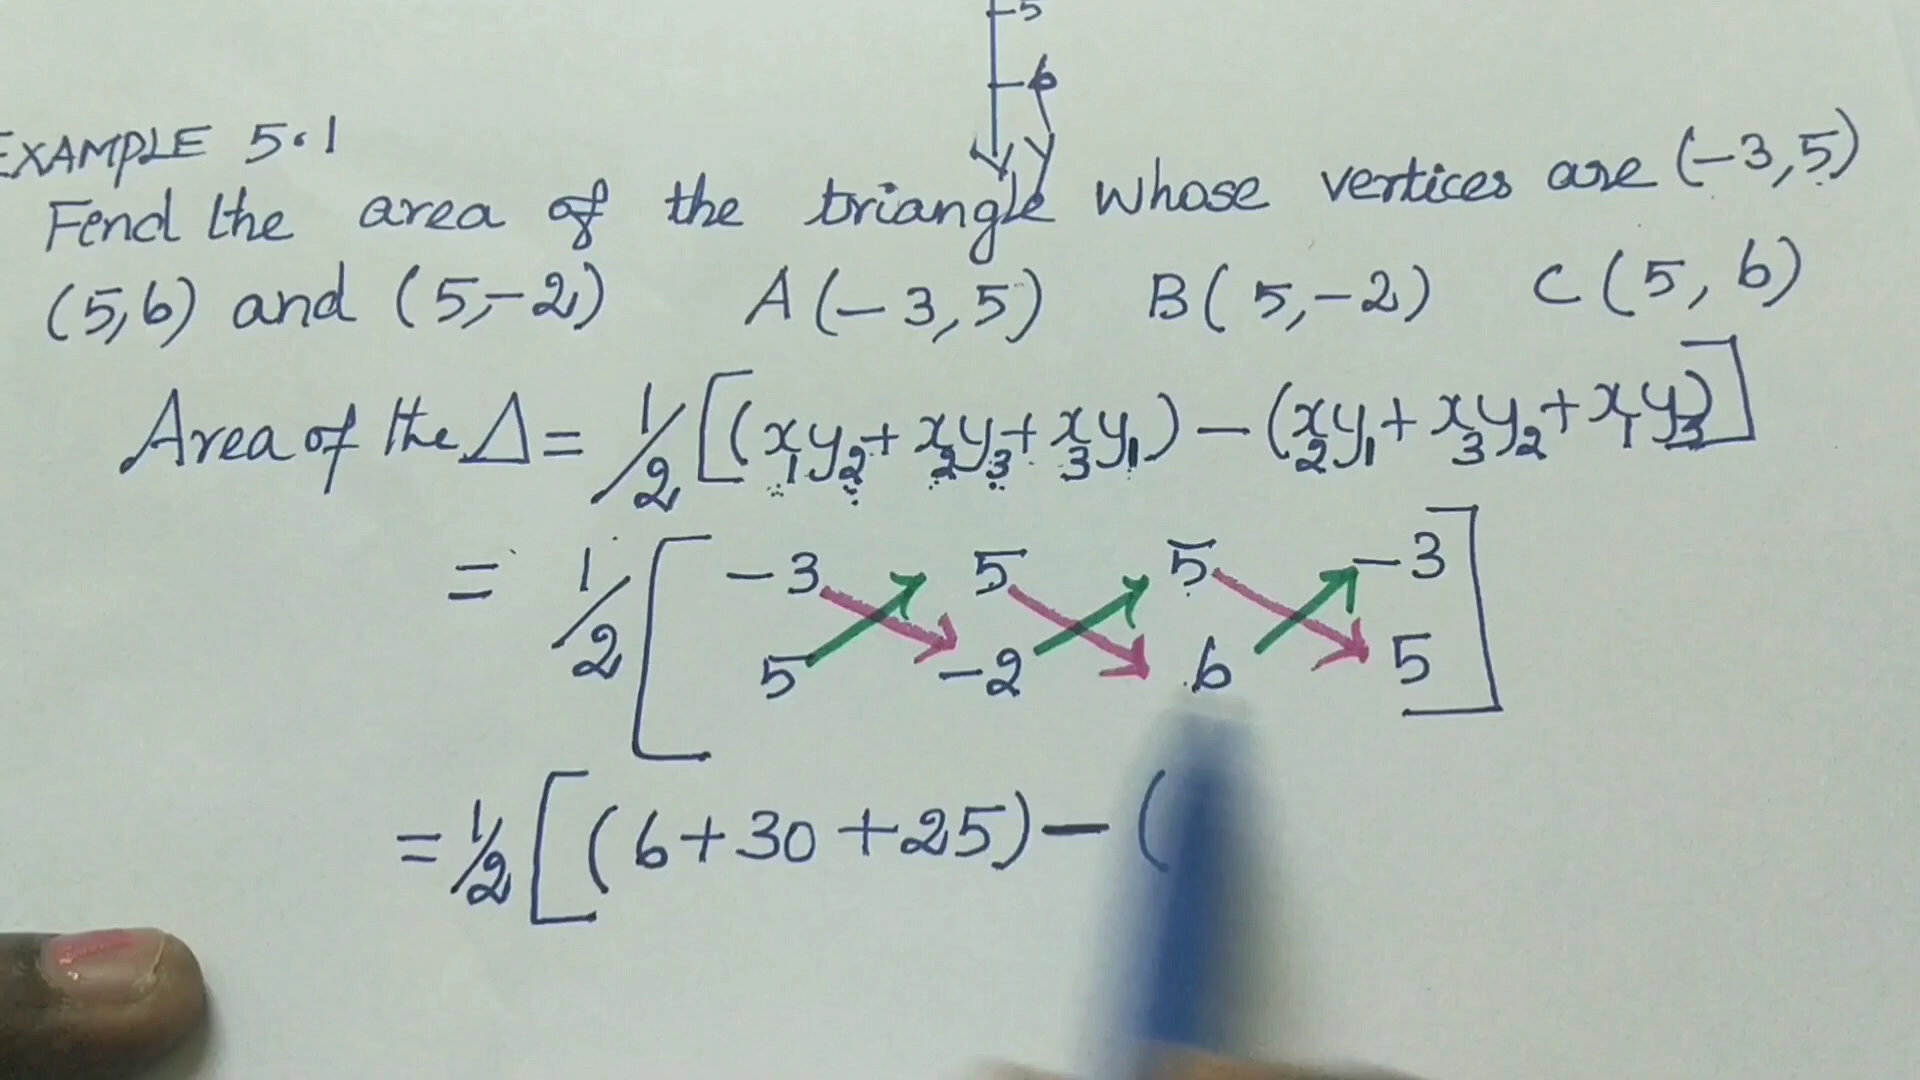 -5
-6
Y
EXAMPLE 5.1
Find the area of the triangle whose vertices are (-3,5)
(5,6) and (5,-2) A(-3,5) B(5,-2) C(5,6)
Area of the Δ = 1/2 [(x₁y₂+x₂y₃+x₃y₁)-(x₂y₁+x₃y₂+x₁y₃)]
= 1/2 [ -3 5 5 -3
5 -2 6 5 ]
= 1/2 [(6+30+25)-(